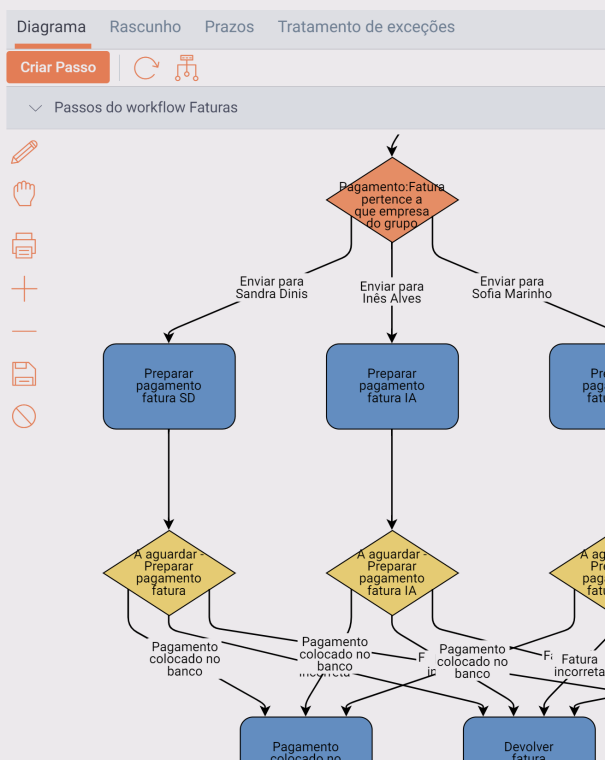 Diagrama Rascunho Prazos Tratamento de exceções
Criar Passo
Passos do workflow Faturas
Pagamento:Fatura
pertence a
que empresa
do grupo
Enviar para
Sandra Dinis
Enviar para
Inês Alves
Enviar para
Sofia Marinho
Preparar
pagamento
fatura SD
Preparar
pagamento
fatura IA
A aguardar -
Preparar
pagamento
fatura
A aguardar -
Preparar
pagamento
fatura IA
Pagamento
colocado no
banco
Pagamento
colocado no
banco
incorreta
Pagamento
colocado no
banco
Fatura
incorreta
Pagamento
colocado no
Devolver
fatura